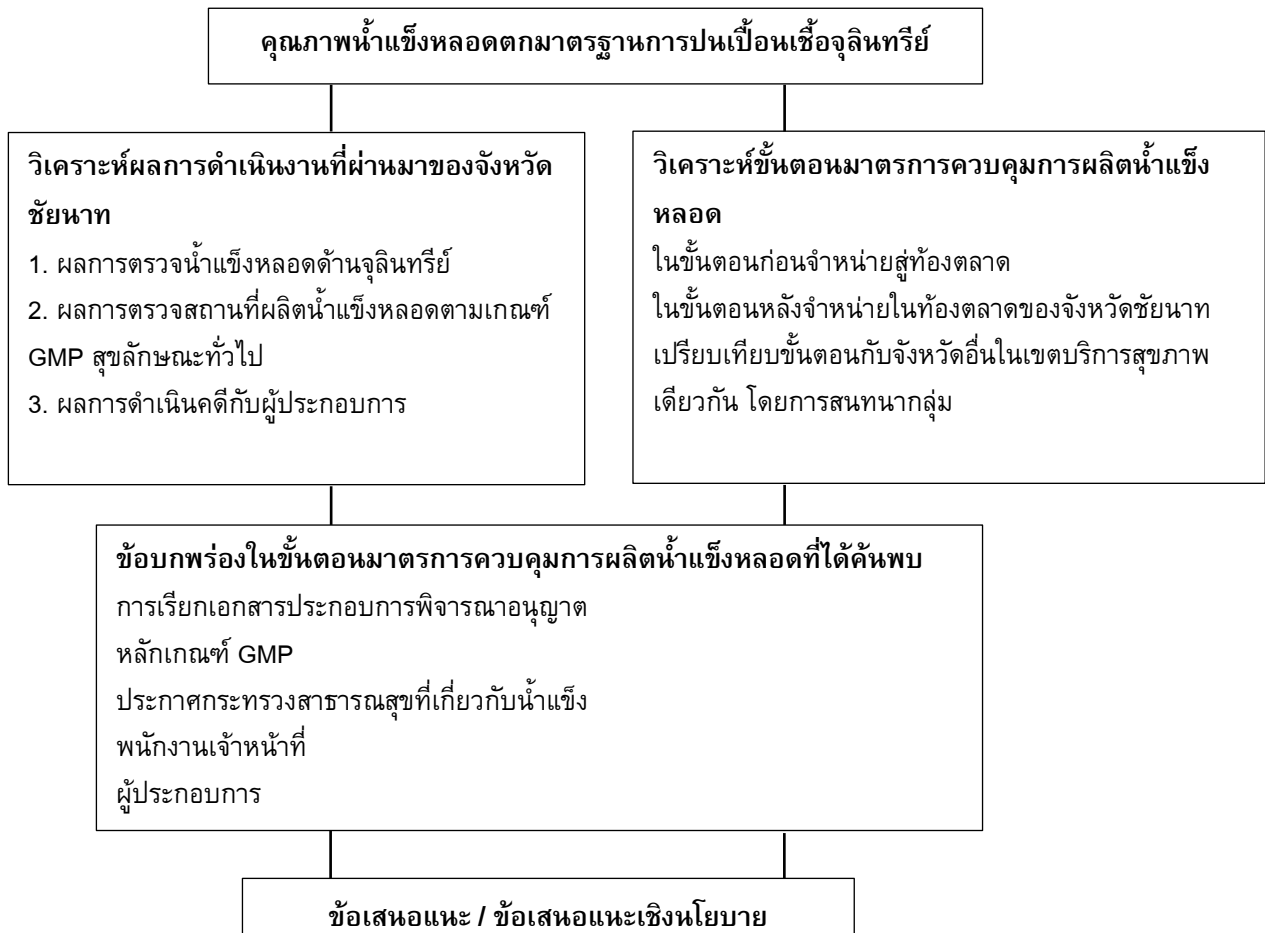 คุณภาพน้ำแข็งหลอดตกมาตรฐานการปนเปื้อนเชื้อจุลินทรีย์
วิเคราะห์ผลการดำเนินงานที่ผ่านมาของจังหวัด
ชัยนาท
1. ผลการตรวจน้ำแข็งหลอดด้านจุลินทรีย์
2. ผลการตรวจสถานที่ผลิตน้ำแข็งหลอดตามเกณฑ์
GMP สุขลักษณะทั่วไป
3. ผลการดำเนินคดีกับผู้ประกอบการ
วิเคราะห์ขั้นตอนมาตรการควบคุมการผลิตน้ำแข็ง
หลอด
ในขั้นตอนก่อนจำหน่ายสู่ท้องตลาด
ในขั้นตอนหลังจำหน่ายในท้องตลาดของจังหวัดชัยนาท
เปรียบเทียบขั้นตอนกับจังหวัดอื่นในเขตบริการสุขภาพ
เดียวกัน โดยการสนทนากลุ่ม
ข้อบกพร่องในขั้นตอนมาตรการควบคุมการผลิตน้ำแข็งหลอดที่ได้ค้นพบ
การเรียกเอกสารประกอบการพิจารณาอนุญาต
หลักเกณฑ์ GMP
ประกาศกระทรวงสาธารณสุขที่เกี่ยวกับน้ำแข็ง
พนักงานเจ้าหน้าที่
ผู้ประกอบการ
ข้อเสนอแนะ / ข้อเสนอแนะเชิงนโยบาย